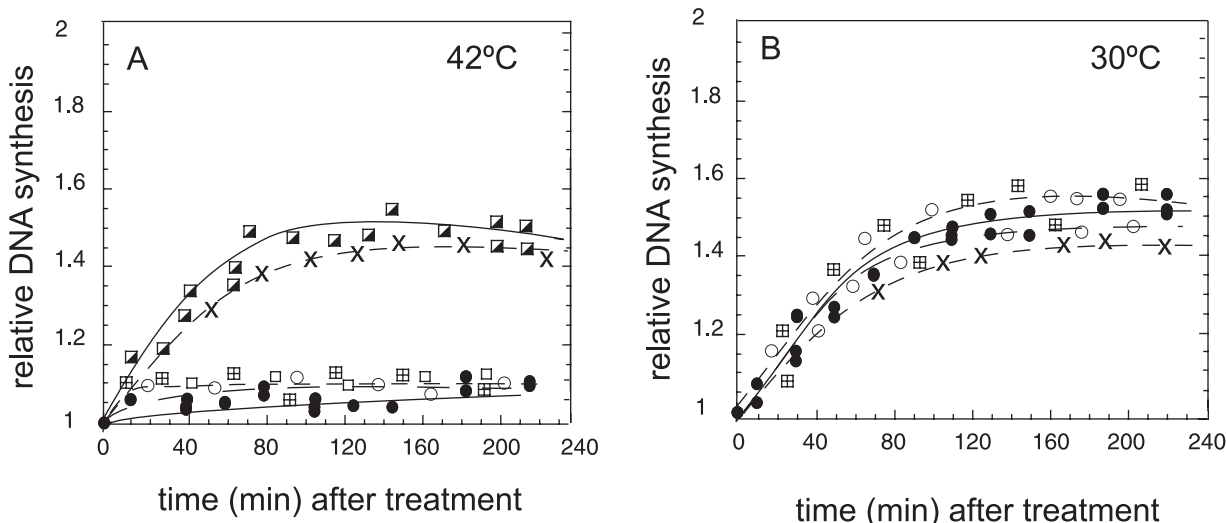 A
42ºC
relative DNA synthesis
2
1.8
1.6
1.4
1.2
1
0 40 80 120 160 200 240
time (min) after treatment
B
30ºC
relative DNA synthesis
2
1.8
1.6
1.4
1.2
1
0 40 80 120 160 200 240
time (min) after treatment